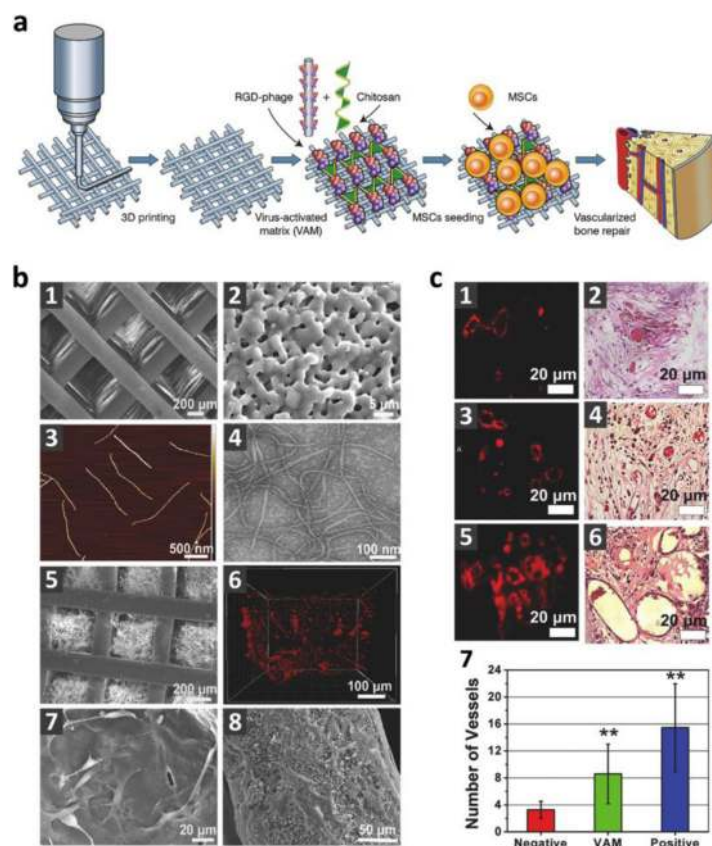 a
RGD-phage
+
Chitosan
MSCs
3D printing
Virus-activated
matrix (VAM)
MSCs seeding
Vascularized
bone repair
b
1
200 µm
2
5 µm
3
500 nm
4
100 nm
5
200 µm
6
100 µm
7
20 µm
8
50 µm
c
1
20 µm
2
20 µm
3
20 µm
4
20 µm
5
20 µm
6
20 µm
7
Number of Vessels
20
16
12
8
4
0
**
**
Negative
VAM
Positive